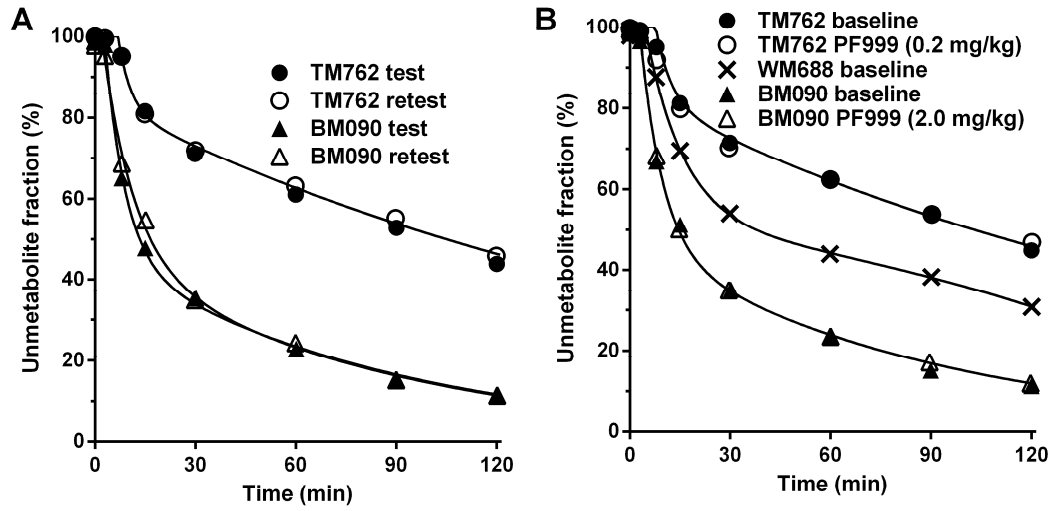 A
Unmetabolite fraction (%)
100
80
60
40
20
0
TM762 test
TM762 retest
BM090 test
BM090 retest
0 30 60 90 120
Time (min)
B
Unmetabolite fraction (%)
100
80
60
40
20
0
TM762 baseline
TM762 PF999 (0.2 mg/kg)
WM688 baseline
BM090 baseline
BM090 PF999 (2.0 mg/kg)
0 30 60 90 120
Time (min)